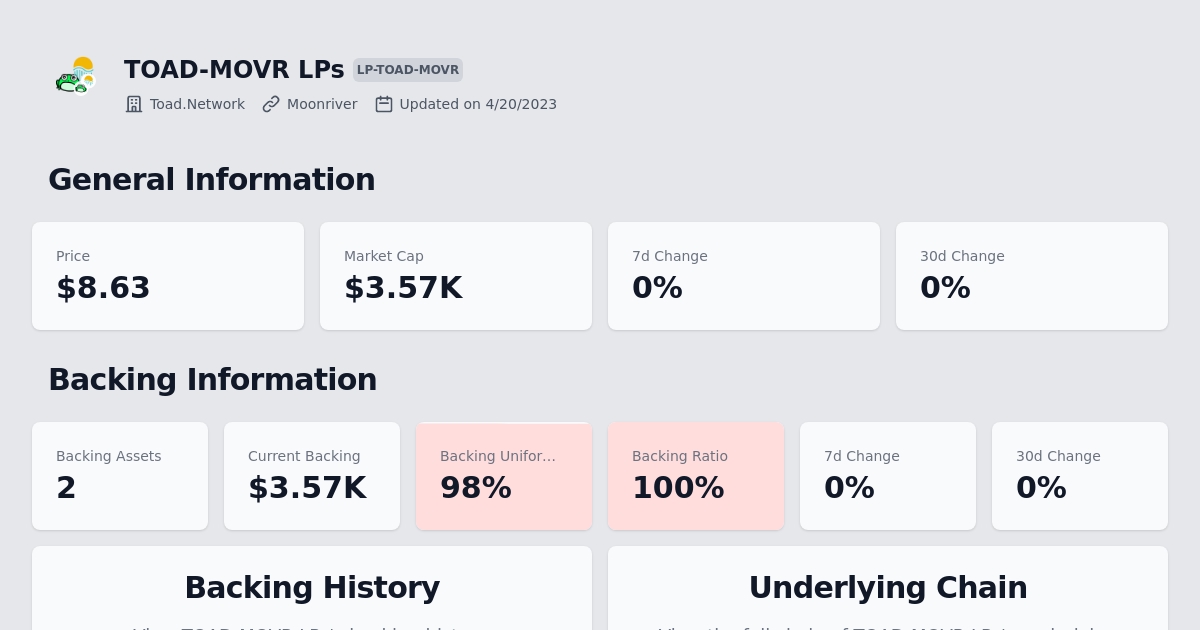 TOAD-MOVR LPs LP-TOAD-MOVR
Toad.Network Moonriver Updated on 4/20/2023
General Information
Price Market Cap 7d Change 30d Change
$8.63 $3.57K 0% 0%
Backing Information
Backing Assets Current Backing Backing Unifor... Backing Ratio 7d Change 30d Change
2 $3.57K 98% 100% 0% 0%
Backing History Underlying Chain